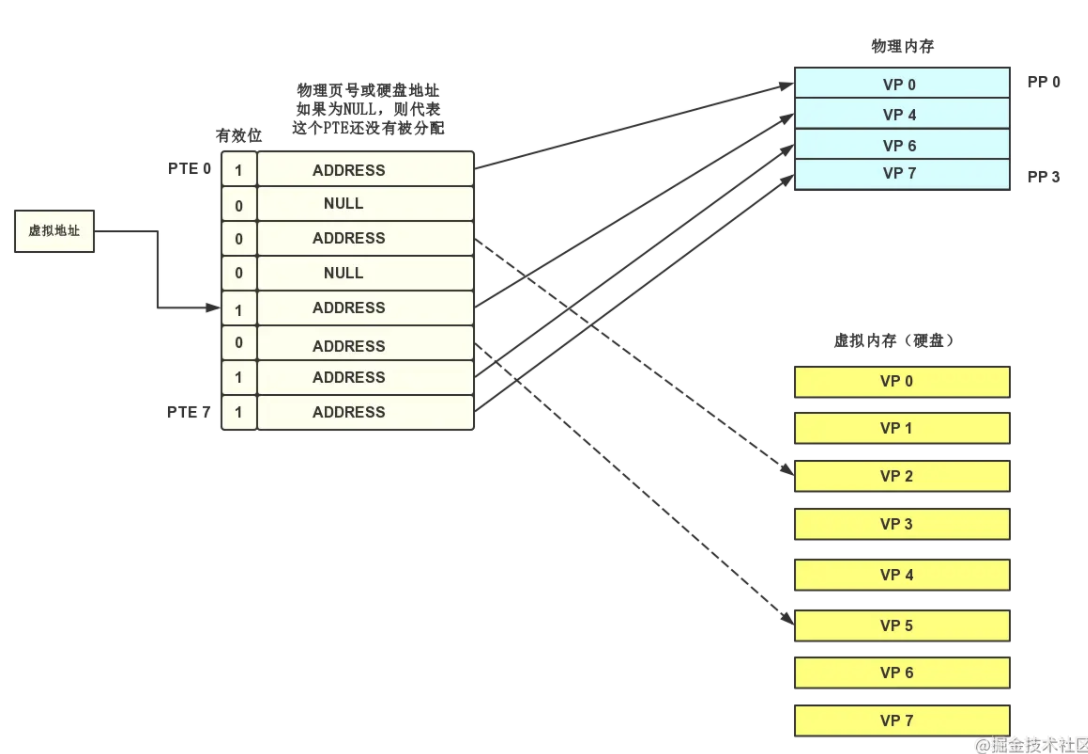 物理内存
VP 0
PP 0
VP 4
VP 6
VP 7
PP 3
物理页号或硬盘地址
如果为NULL，则代表
这个PTE还没有被分配
有效位
PTE 0
1
ADDRESS
0
NULL
0
ADDRESS
0
NULL
1
ADDRESS
0
ADDRESS
1
ADDRESS
PTE 7
1
ADDRESS
虚拟地址
虚拟内存（硬盘）
VP 0
VP 1
VP 2
VP 3
VP 4
VP 5
VP 6
VP 7
@掘金技术社区